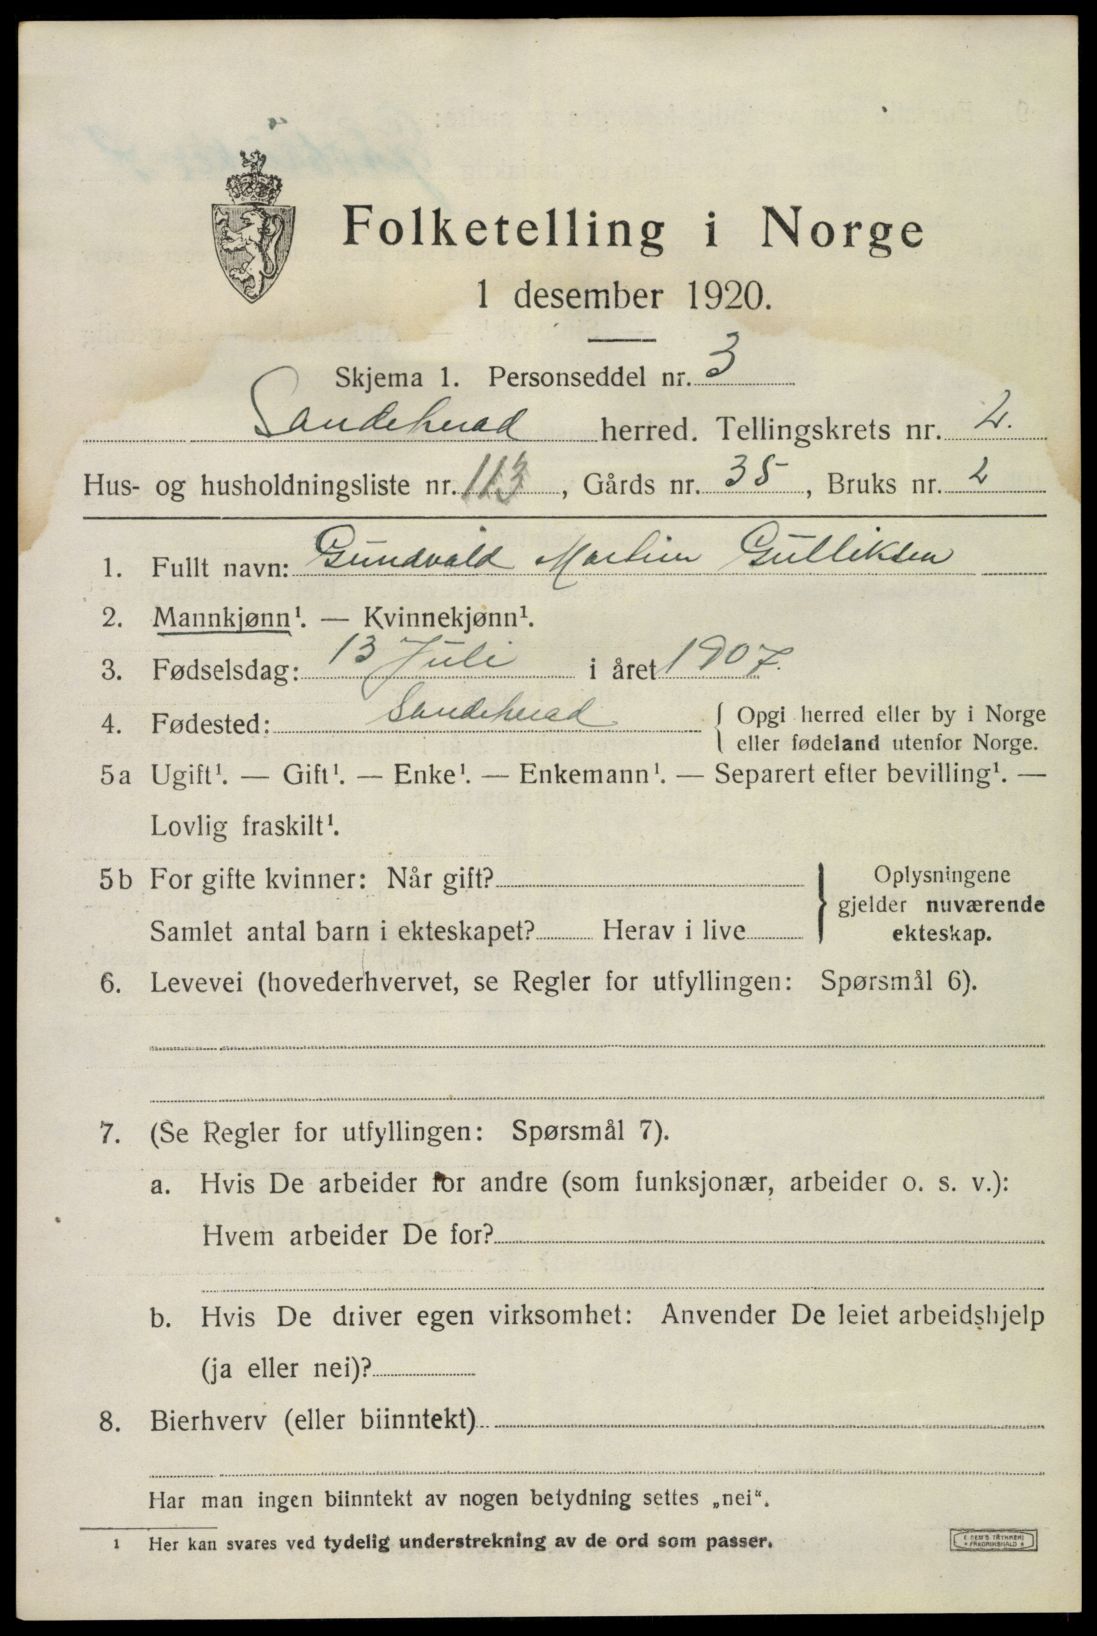 Folketelling i Norge
1 desember 1920.
Skjema 1. Personseddel nr. 3
Sandeherad herred. Tellingskrets nr. 2.
Hus- og husholdningsliste nr. 113, Gårds nr. 35, Bruks nr. 2
1. Fullt navn: Gundvald Martin Gulliksen
2. Mannkjønn¹. — Kvinnekjønn¹.
3. Fødselsdag: 13 Juli i året 1907.
4. Fødested: Sandeherad { Opgi herred eller by i Norge
eller fødeland utenfor Norge.
5a Ugift¹. — Gift¹. — Enke¹. — Enkemann¹. — Separert efter bevilling¹. —
Lovlig fraskilt¹.
5b For gifte kvinner: Når gift?
Samlet antal barn i ekteskapet? Herav i live
} Oplysningene
gjelder nuværende
ekteskap.
6. Levevei (hovederhvervet, se Regler for utfyllingen: Spørsmål 6).
7. (Se Regler for utfyllingen: Spørsmål 7).
a. Hvis De arbeider for andre (som funksjonær, arbeider o. s. v.):
Hvem arbeider De for?
b. Hvis De driver egen virksomhet: Anvender De leiet arbeidshjelp
(ja eller nei)?
8. Bierhverv (eller biinntekt)
Har man ingen biinntekt av nogen betydning settes „nei“.
¹ Her kan svares ved tydelig understrekning av de ord som passer.